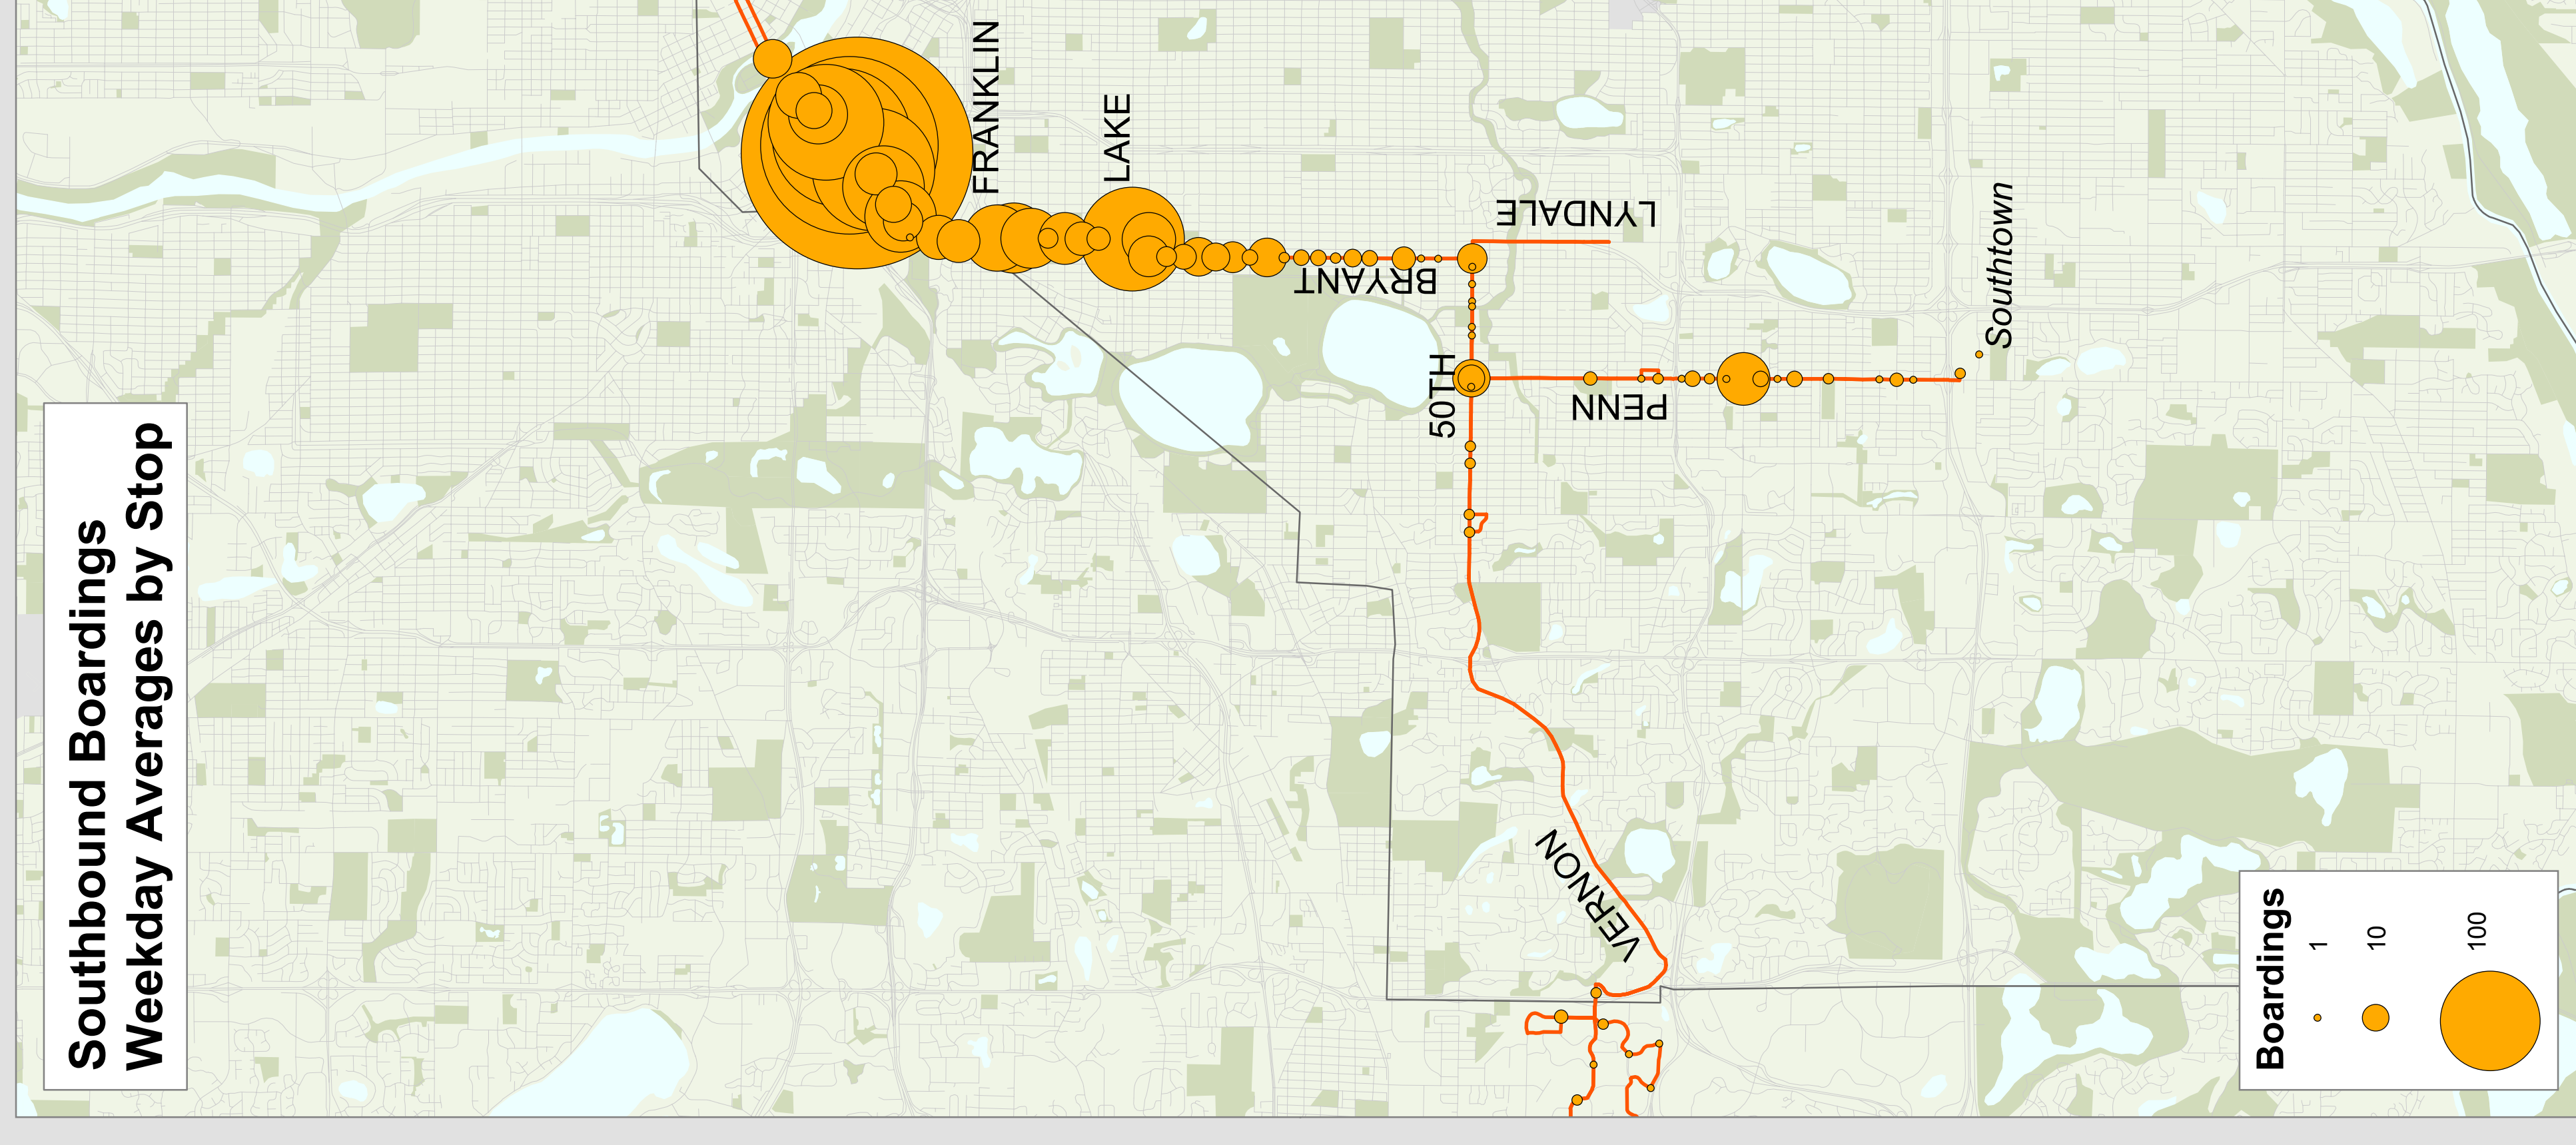 Southbound Boardings
Weekday Averages by Stop
FRANKLIN
LAKE
BRYANT
LYNDALE
50TH
PENN
Southtown
VERNON
Boardings
1
10
100